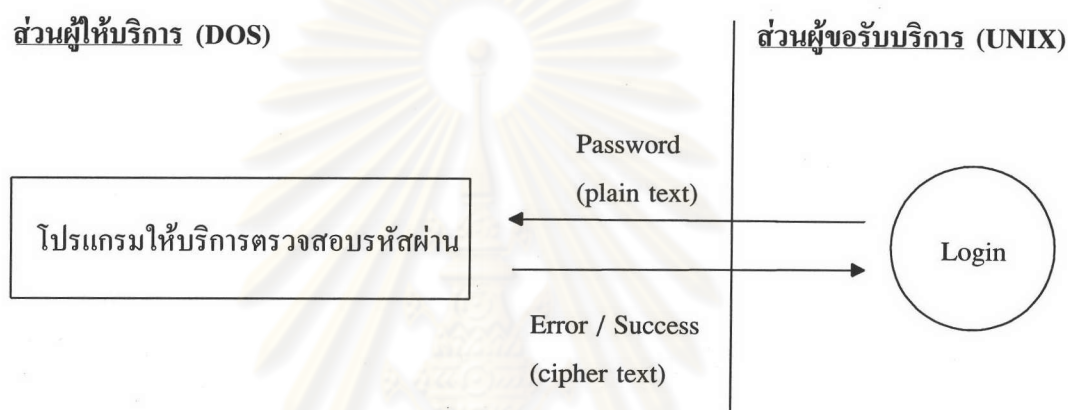 ส่วนผู้ให้บริการ (DOS)
ส่วนผู้ขอรับบริการ (UNIX)
Password
(plain text)
โปรแกรมให้บริการตรวจสอบรหัสผ่าน
Login
Error / Success
(cipher text)